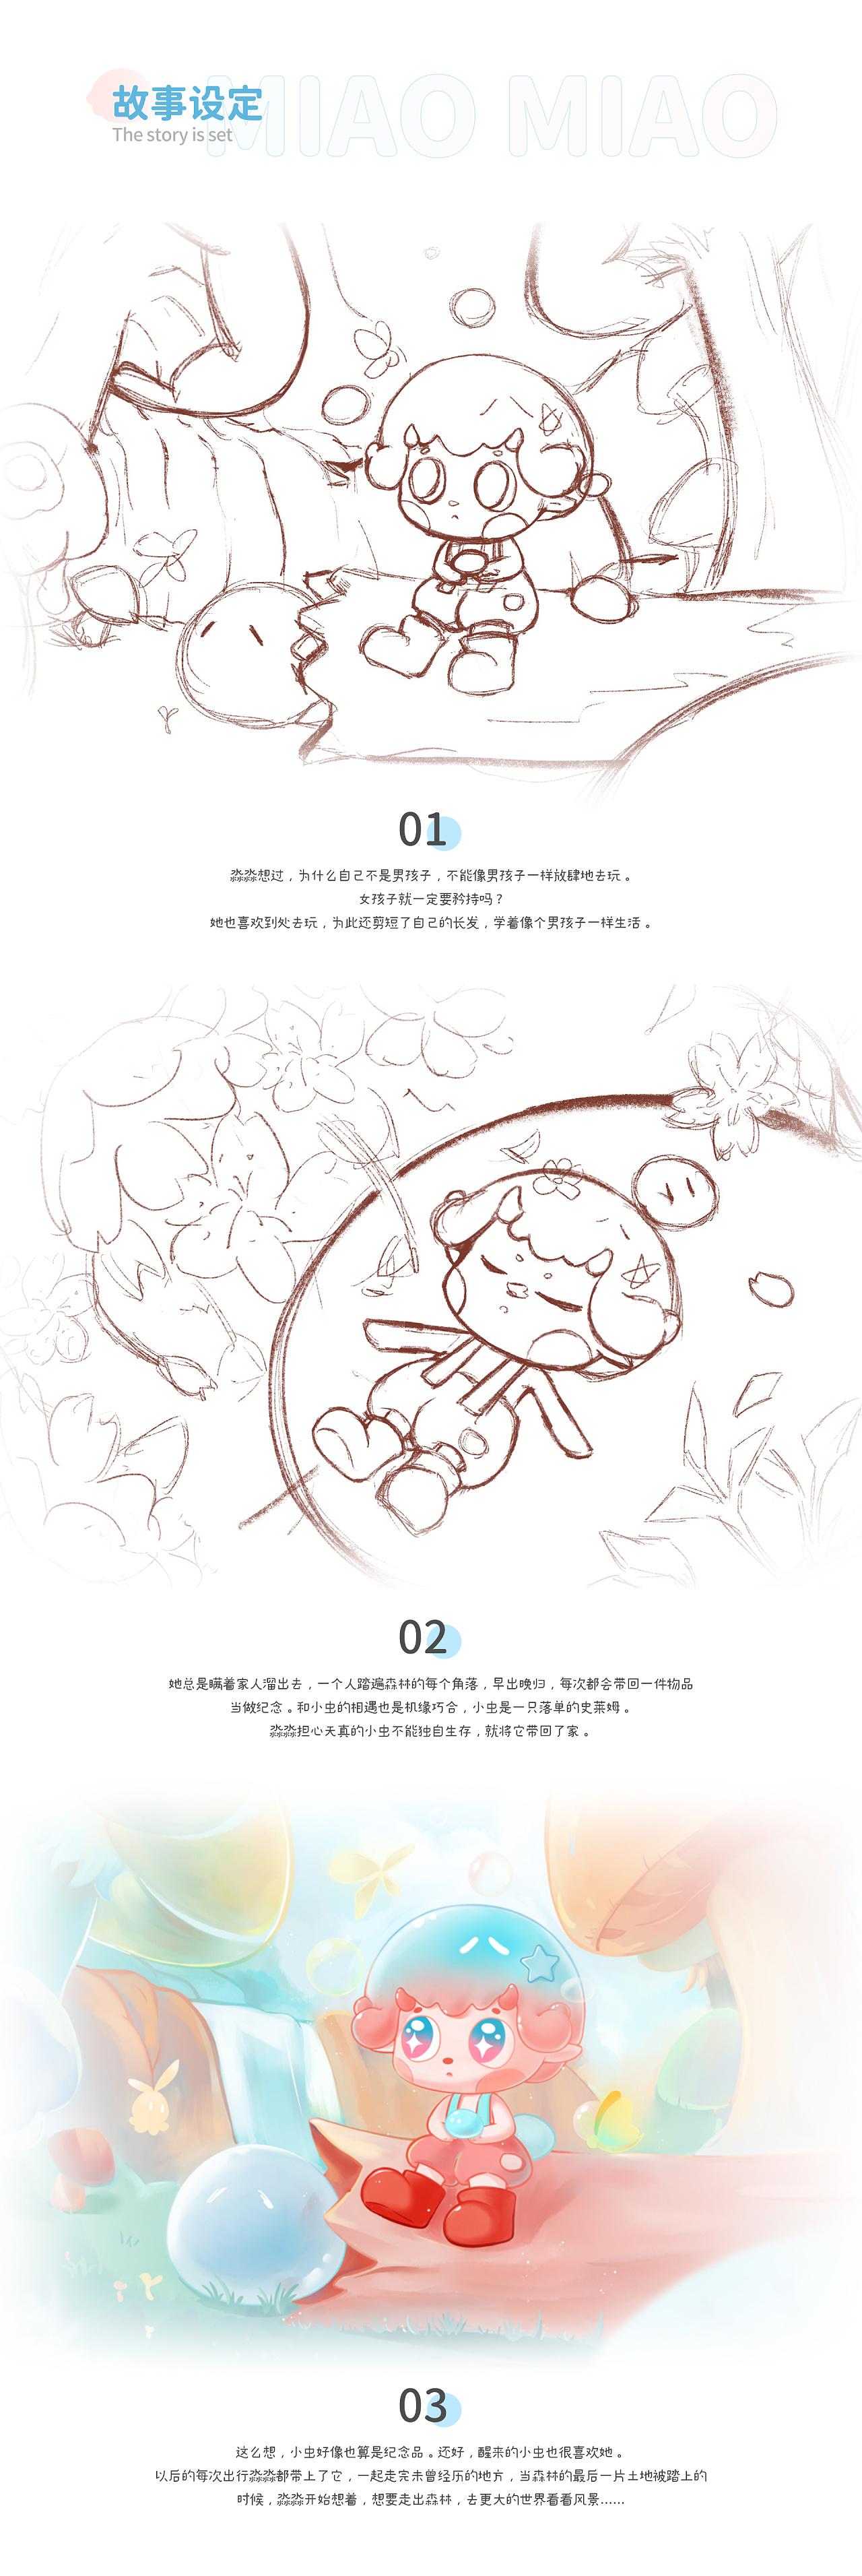 故事设定
MIAO MIAO
The story is set
01
淼淼想过，为什么自己不是男孩子，不能像男孩子一样放肆地去玩。
女孩子就一定要矜持吗？
她也喜欢到处去玩，为此还剪短了自己的长发，学着像个男孩子一样生活。
02
她总是瞒着家人溜出去，一个人踏遍森林的每个角落，早出晚归，每次都会带回一件物品
当做纪念。和小虫的相遇也是机缘巧合，小虫是一只落单的史莱姆。
淼淼担心天真的小虫不能独自生存，就将它带回了家。
03
这么想，小虫好像也算是纪念品。还好，醒来的小虫也很喜欢她。
以后的每次出行淼淼都带上了它，一起走完未曾经历的地方，当森林的最后一片土地被踏上的
时候，淼淼开始想着，想要走出森林，去更大的世界看看风景……